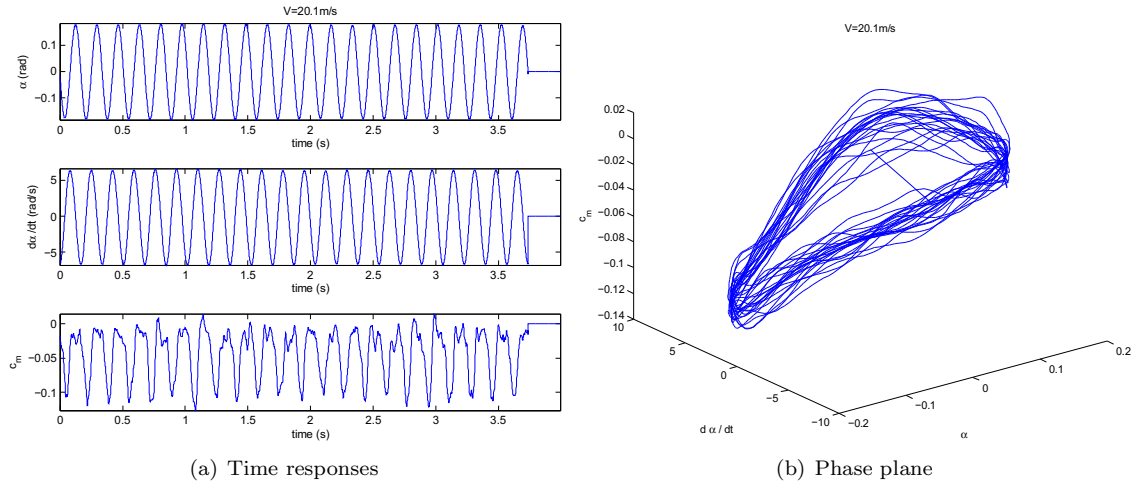 V=20.1m/s
0.1
0
−0.1
α (rad)
0 0.5 1 1.5 2 2.5 3 3.5
time (s)
5
0
−5
dα/dt (rad/s)
0 0.5 1 1.5 2 2.5 3 3.5
time (s)
0
−0.05
−0.1
c_m
0 0.5 1 1.5 2 2.5 3 3.5
time (s)
(a) Time responses
V=20.1m/s
0.02
0
−0.02
−0.04
−0.06
−0.08
−0.1
−0.12
−0.14
c_m
10
5
0
−5
−10
d α / dt
−0.2
−0.1
0
0.1
0.2
α
(b) Phase plane